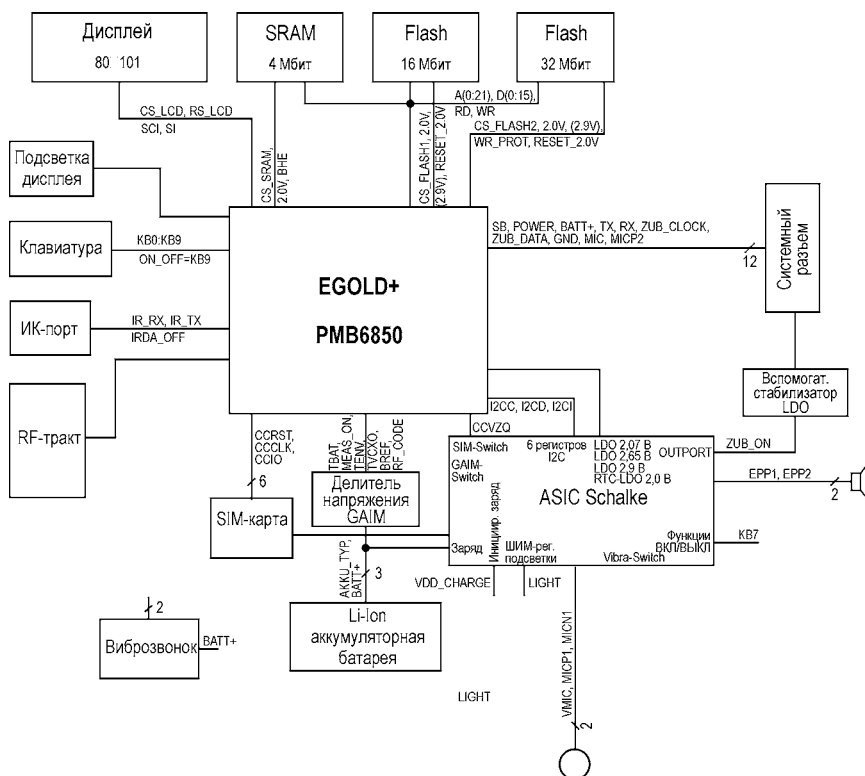 Дисплей
80 101
SRAM
4 Мбит
Flash
16 Мбит
Flash
32 Мбит
CS_LCD, RS_LCD
SCI, SI
A(0:21), D(0:15),
RD, WR
CS_FLASH2, 2.0V, (2.9V),
WR_PROT, RESET_2.0V
CS_SRAM,
2.0V, BHE
CS_FLASH1, 2.0V,
(2.9V), RESET_2.0V
Подсветка
дисплея
Клавиатура
KB0:KB9
ON_OFF=KB9
ИК-порт
IR_RX, IR_TX
IRDA_OFF
RF-тракт
EGOLD+
PMB6850
SB, POWER, BATT+, TX, RX, ZUB_CLOCK,
ZUB_DATA, GND, MIC, MICP2
12
Системный
разъем
Вспомогат.
стабилизатор
LDO
I2CC, I2CD, I2CI
CCVZQ
CCRST,
CCCLK,
CCIO
6
TBAT,
MEAS_ON,
TENV,
TVCXO,
BREF,
RF_CODE
SIM-Switch
GAIM-
Switch
6 регистров
I2C
LDO 2,07 В
LDO 2,65 В
LDO 2,9 В
RTC-LDO 2,0 В
OUTPORT
ZUB_ON
ASIC Schalke
EPP1, EPP2
2
Делитель
напряжения
GAIM
SIM-карта
Заряд
Иницир. заряд
ШИМ-рег.
подсветки
Vibra-Switch
Функции
ВКЛ/ВЫКЛ
KB7
AKKU_TYP,
BATT+
3
VDD_CHARGE
LIGHT
2
Виброзвонок
BATT+
Li-Ion
аккумуляторная
батарея
LIGHT
VMIC, MICP1, MICN1
2